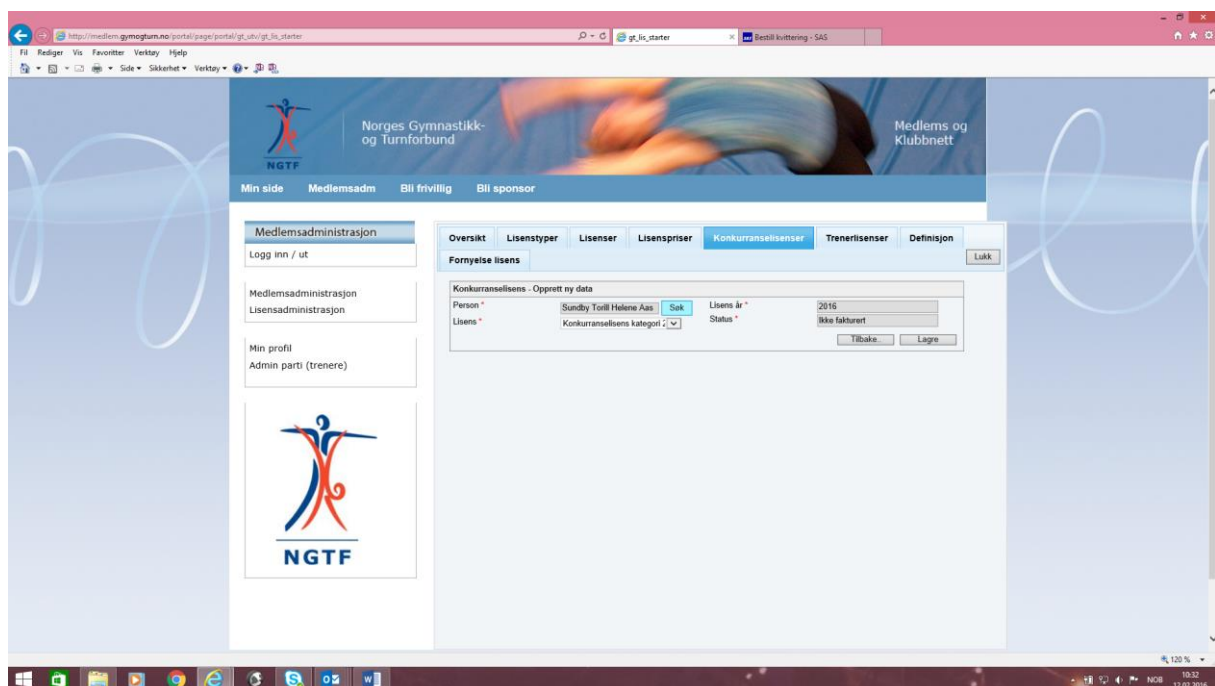 http://medlem.gymogturn.no/portal/page/portal/gt_utv/gt_lis_starter
gt_lis_starter
Bestill kvittering - SAS
Fil Rediger Vis Favoritter Verktøy Hjelp
Side Sikkerhet Verktøy
Norges Gymnastikk-
og Turnforbund
Medlems og
Klubbnett
NGTF
Min side Medlemsadm Bli frivillig Bli sponsor
Medlemsadministrasjon
Logg inn / ut
Medlemsadministrasjon
Lisensadministrasjon
Min profil
Admin parti (trenere)
NGTF
Oversikt Lisenstyper Lisenser Lisenspriser Konkurranselisenser Trenerlisenser Definisjon
Fornyelse lisens
Lukk
Konkurranselisens - Opprett ny data
Person * Sundby Torill Helene Aas Søk Lisens år * 2016
Lisens * Konkurranselisens kategori 2 Status * Ikke fakturert
Tilbake.. Lagre
120 %
NOB
10:32
12.02.2016